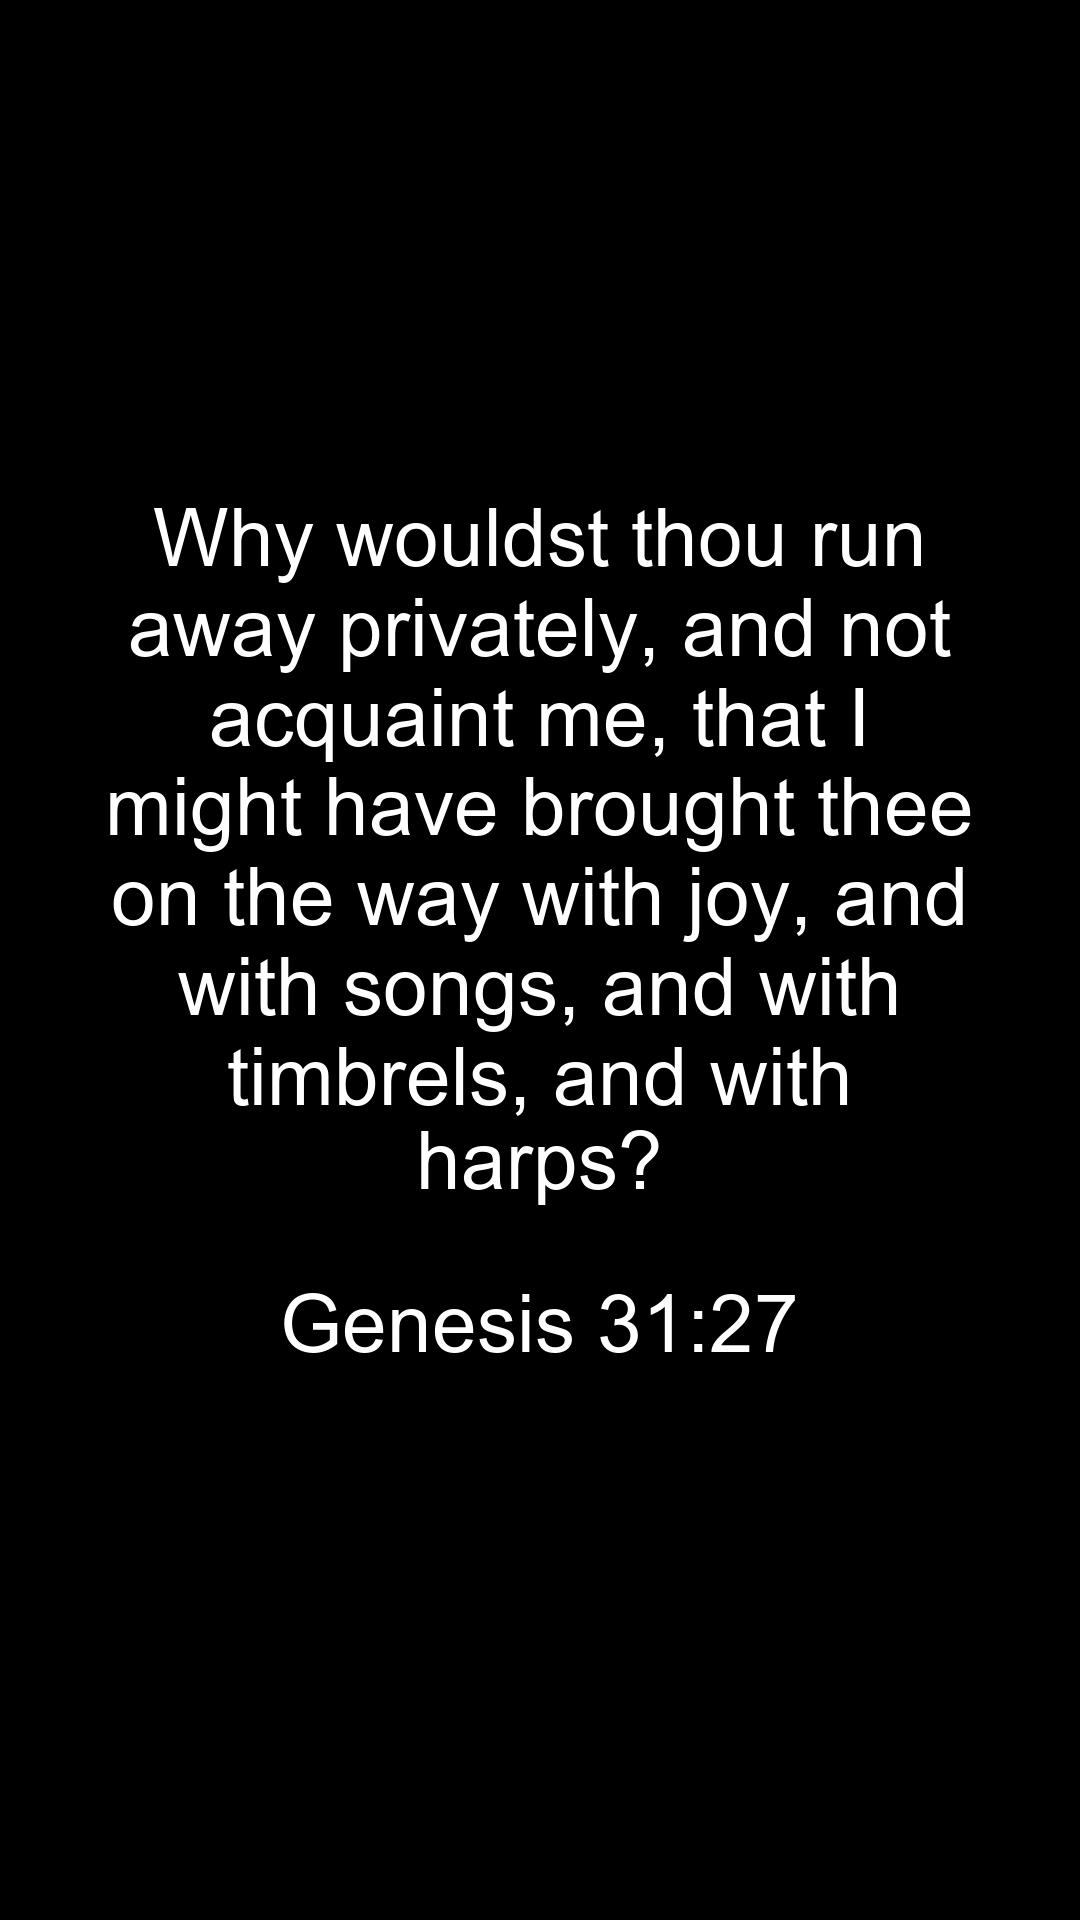 Why wouldst thou run
away privately, and not
acquaint me, that I
might have brought thee
on the way with joy, and
with songs, and with
timbrels, and with
harps?
Genesis 31:27